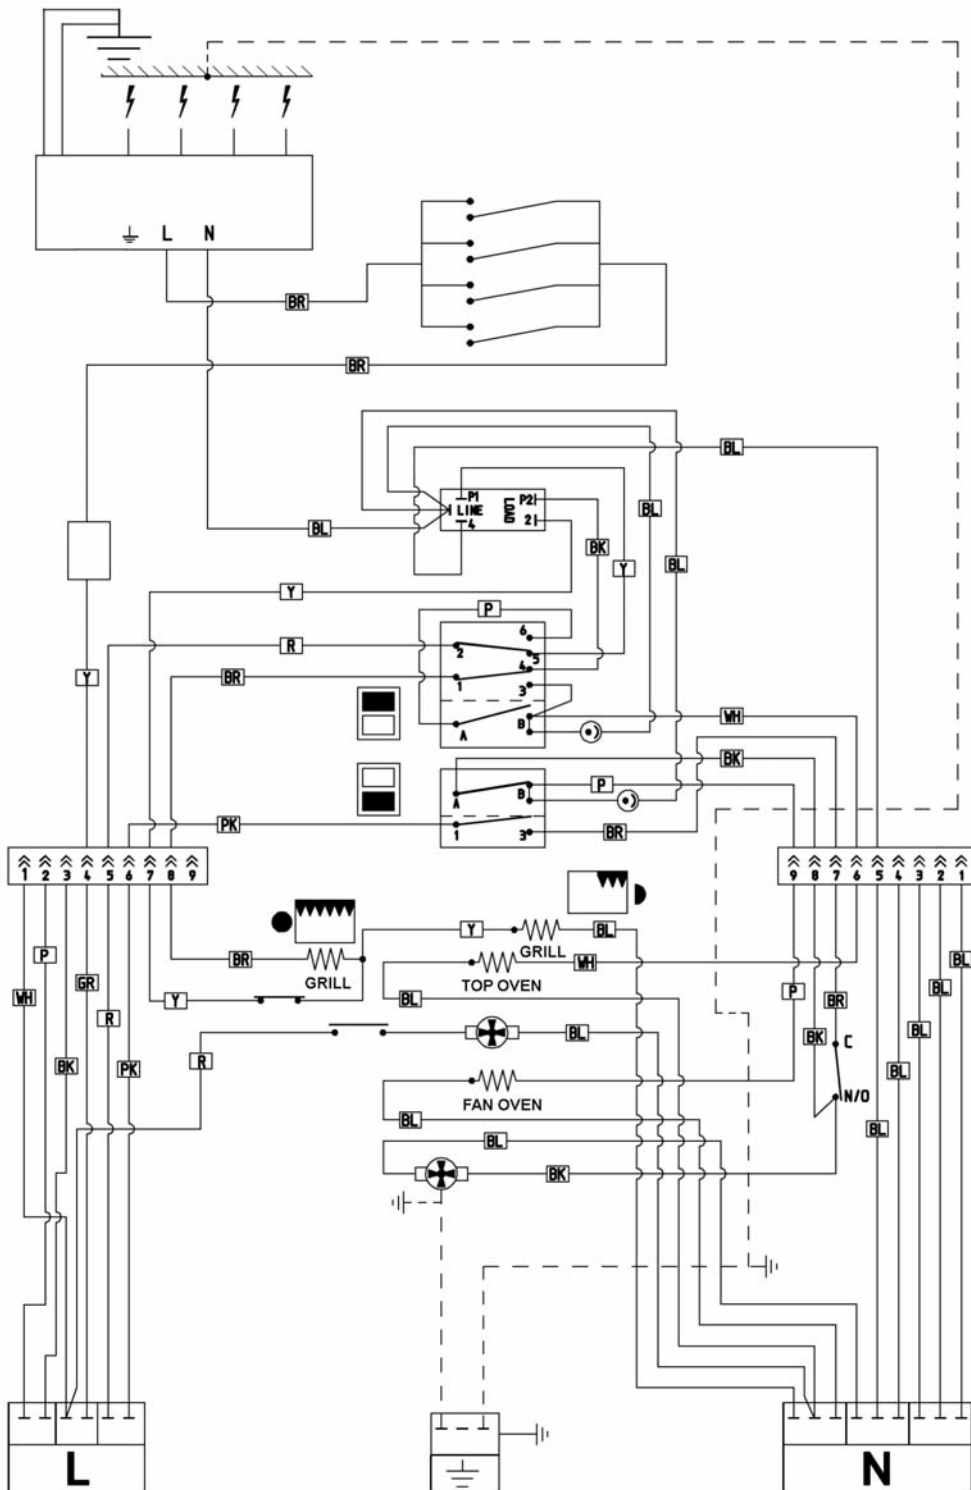 L N
BR
BR
BL
P1 P2
LINE LOAD
4 2
BL
BL
BK
BL
Y
Y
P
6
R
2
5
4
Y
BR
1
3
WH
A
B
BK
P
A
B
PK
1
3
BR
1 2 3 4 5 6 7 8 9
9 8 7 6 5 4 3 2 1
Y
BL
P
BR
GRILL
GRILL
WH
BL
TOP OVEN
WH
GR
BL
P
BR
BL
Y
R
BL
BL
R
BK
C
BK
PK
BL
FAN OVEN
N/O
BL
BL
BL
BK
L N